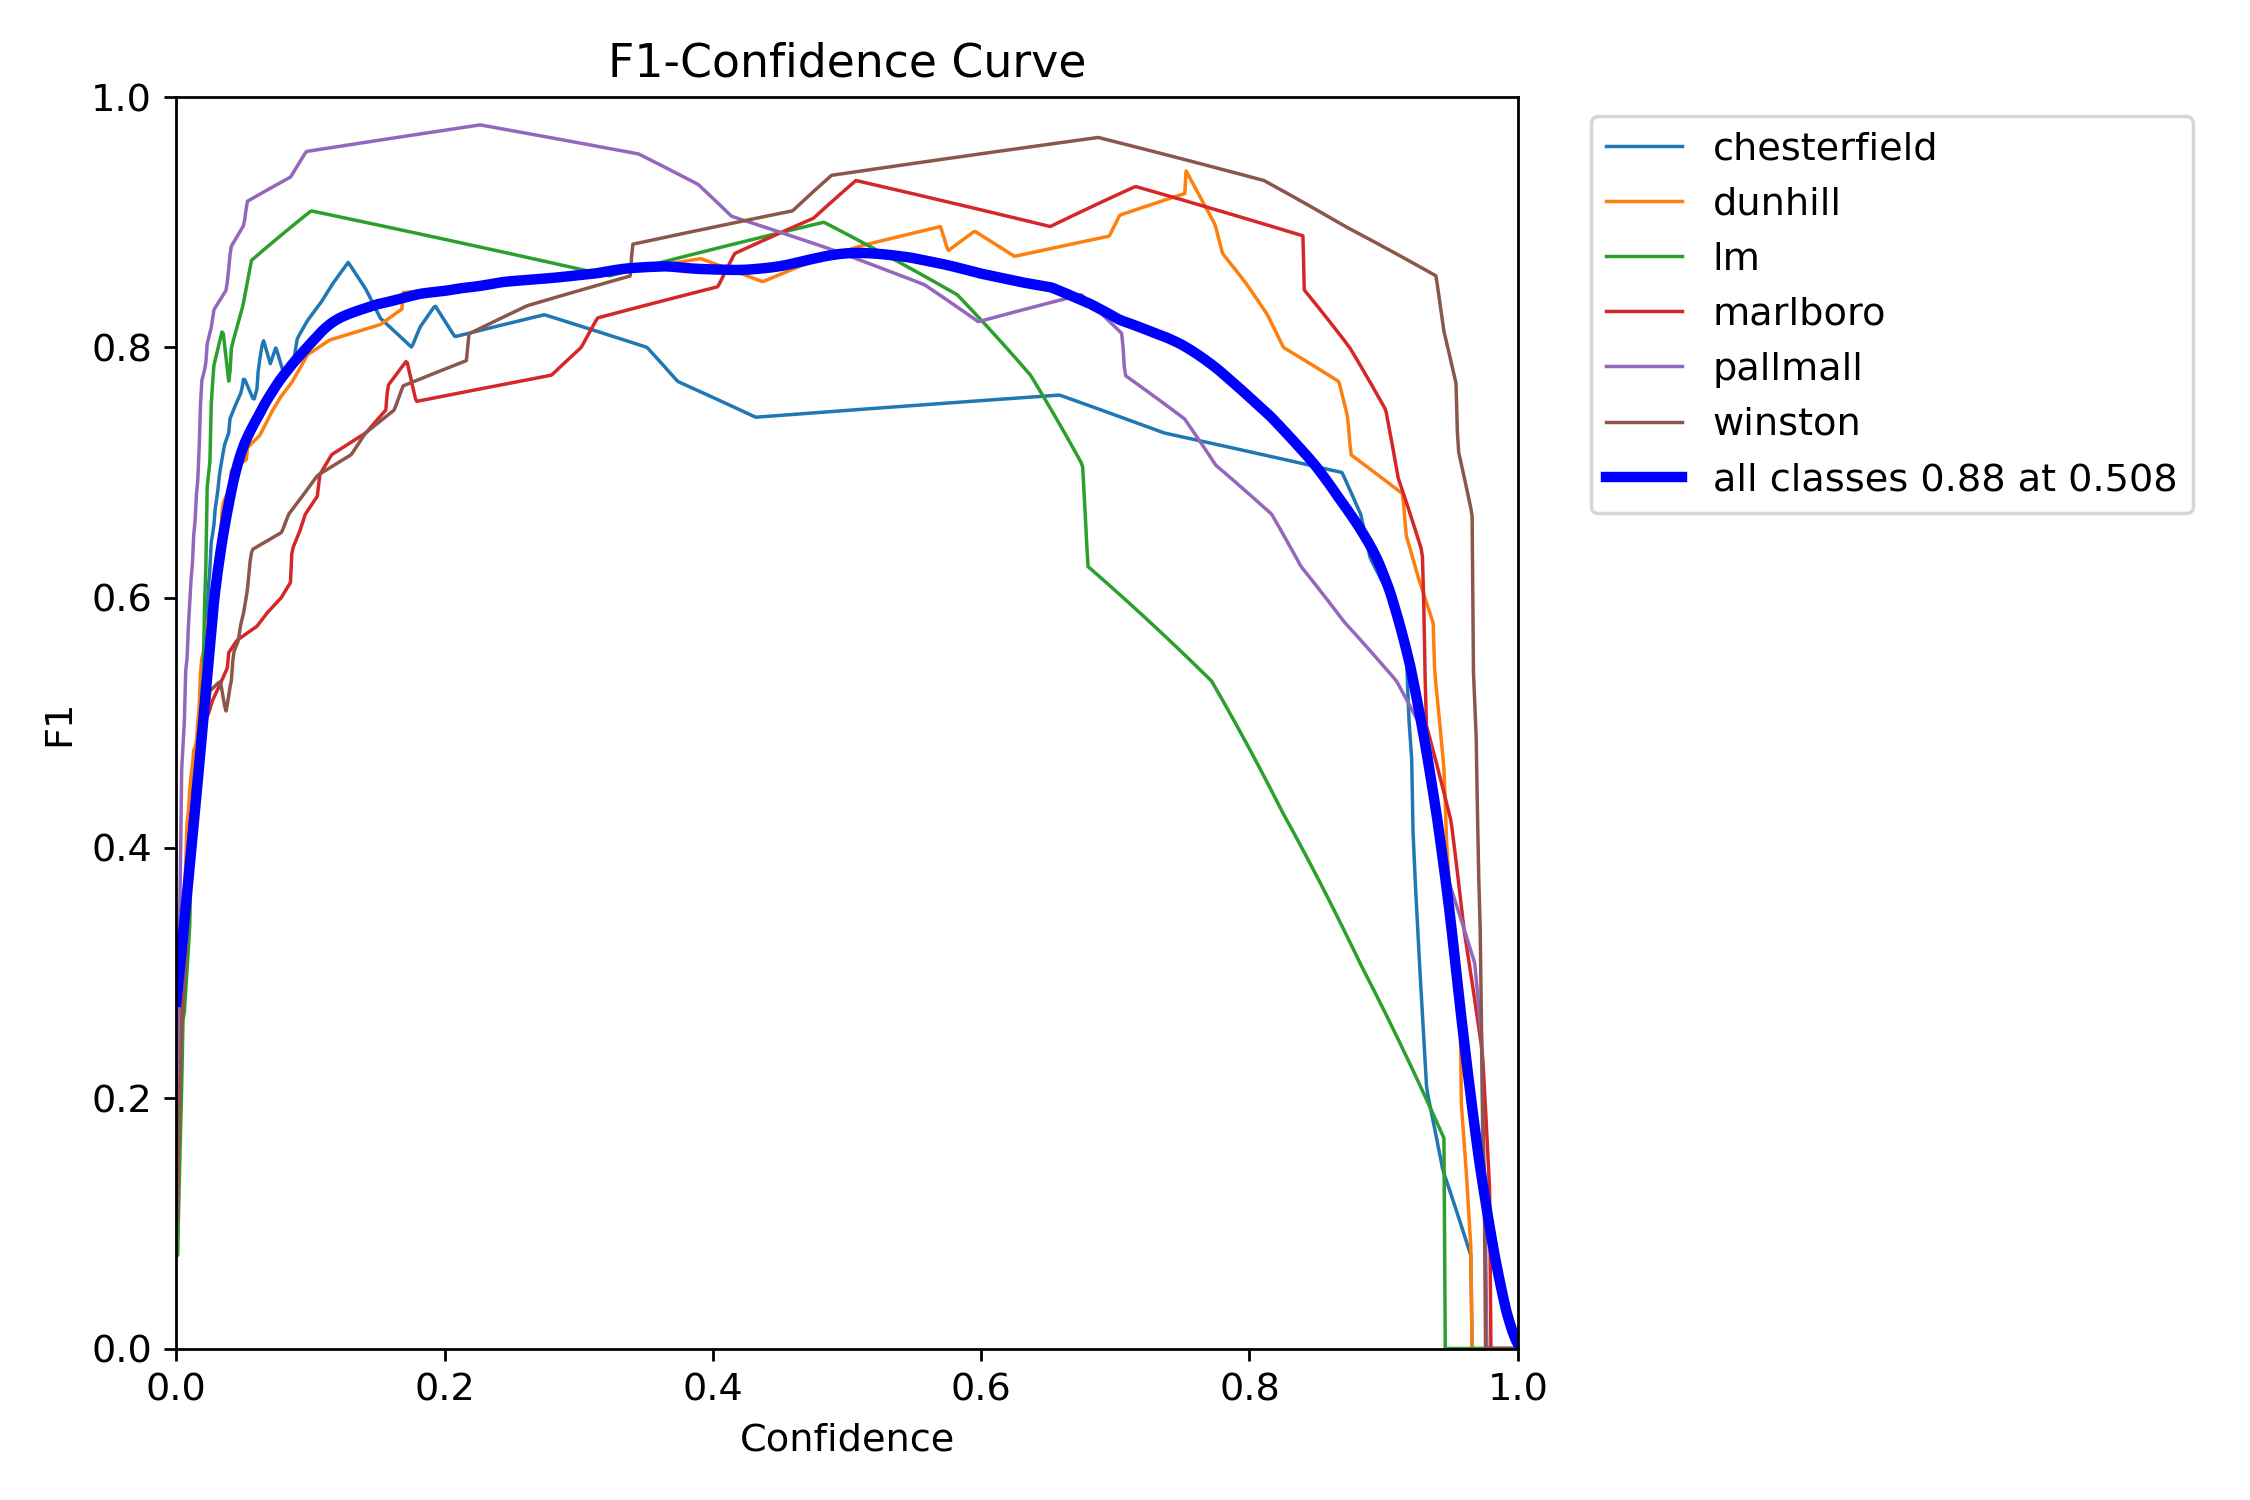 F1-Confidence Curve
1.0
0.8
0.6
0.4
0.2
0.0
F1
0.0 0.2 0.4 0.6 0.8 1.0
Confidence
chesterfield
dunhill
lm
marlboro
pallmall
winston
all classes 0.88 at 0.508